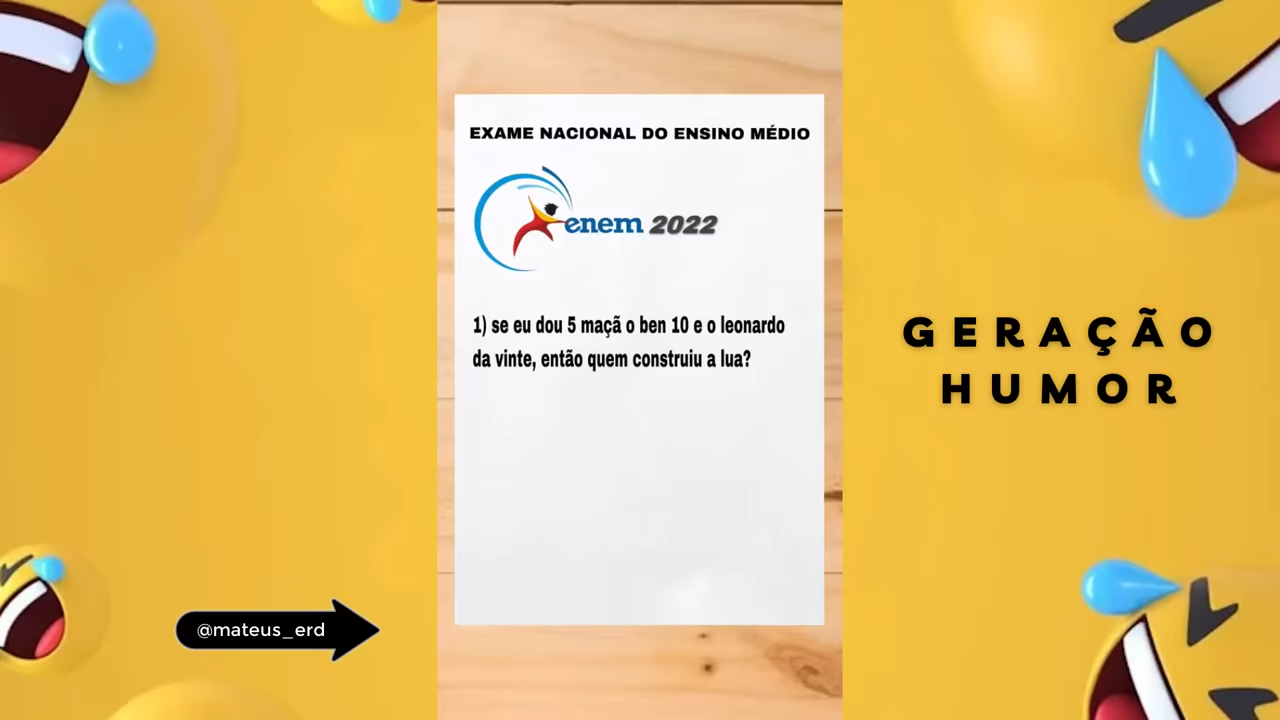 EXAME NACIONAL DO ENSINO MÉDIO
enem 2022
1) se eu dou 5 maçã o ben 10 e o leonardo
da vinte, então quem construiu a lua?
GERAÇÃO
HUMOR
@mateus_erd